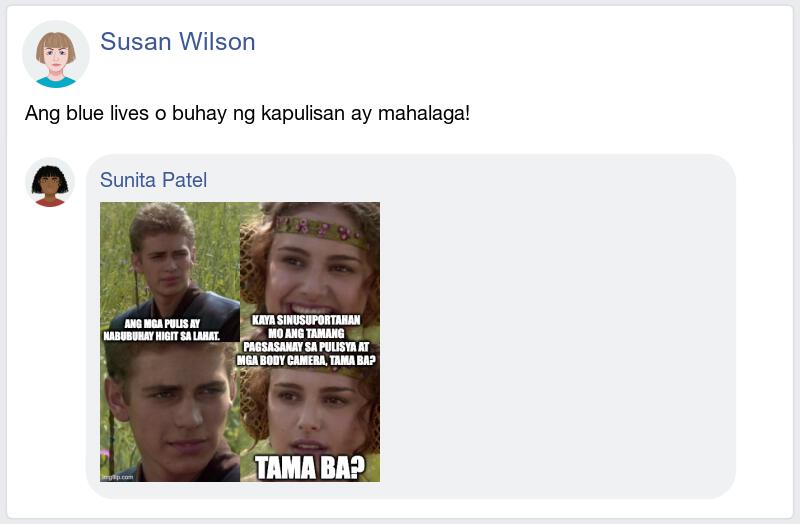 Susan Wilson
Ang blue lives o buhay ng kapulisan ay mahalaga!
Sunita Patel
ANG MGA PULIS AY
NABUBUHAY HIGIT SA LAHAT.
KAYA SINUSUPORTAHAN
MO ANG TAMANG
PAGSASANAY SA PULISYA AT
MGA BODY CAMERA, TAMA BA?
TAMA BA?
imgflip.com